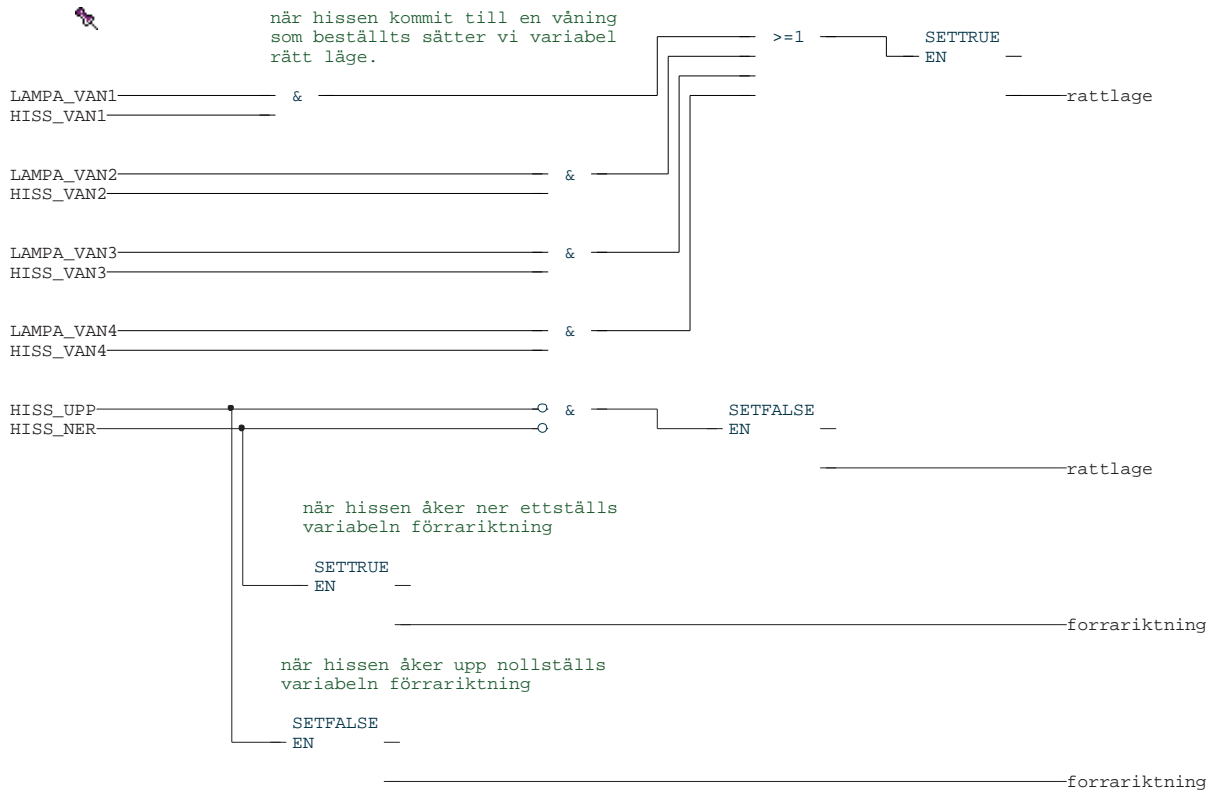 när hissen kommit till en våning
som beställts sätter vi variabel
rätt läge.
>=1
SETTRUE
EN
LAMPA_VAN1
&
rattlage
HISS_VAN1
LAMPA_VAN2
&
HISS_VAN2
LAMPA_VAN3
&
HISS_VAN3
LAMPA_VAN4
&
HISS_VAN4
HISS_UPP
&
SETFALSE
HISS_NER
EN
rattlage
när hissen åker ner ettställs
variabeln förrariktning
SETTRUE
EN
forrariktning
när hissen åker upp nollställs
variabeln förrariktning
SETFALSE
EN
forrariktning